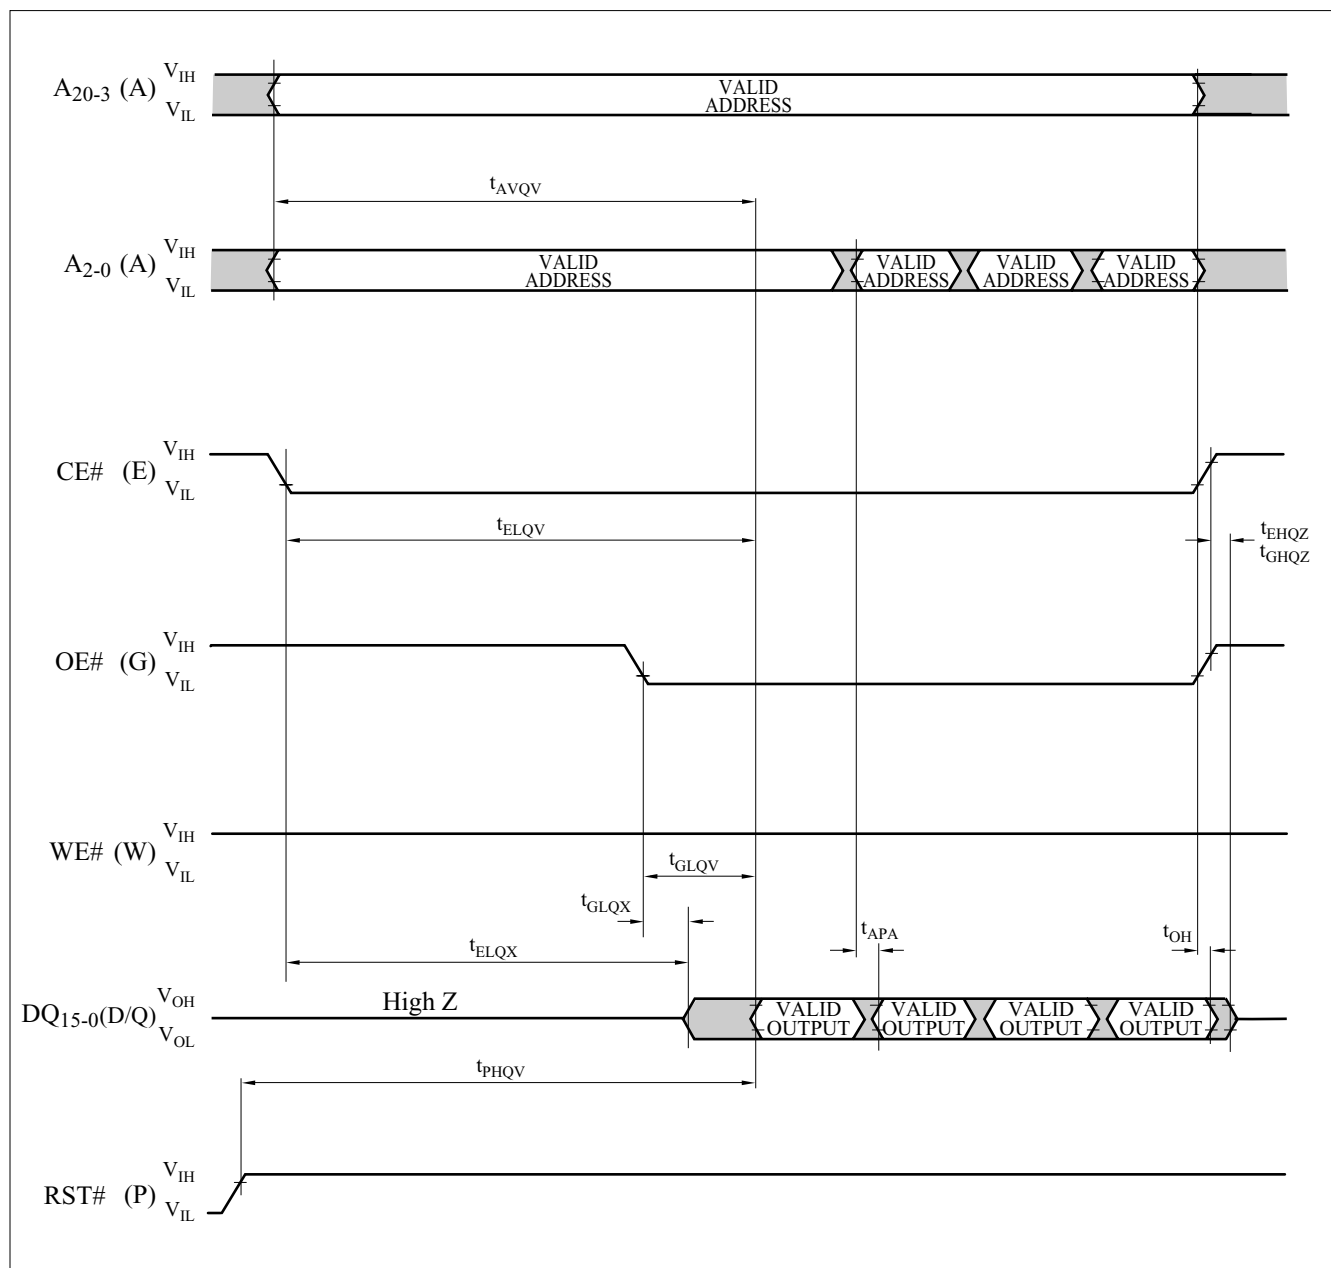 A20-3 (A) VIH VIL VALID ADDRESS
tAVQV
A2-0 (A) VIH VIL VALID ADDRESS VALID ADDRESS VALID ADDRESS VALID ADDRESS
CE# (E) VIH VIL
tELQV tEHQZ tGHQZ
OE# (G) VIH VIL
WE# (W) VIH VIL
tGLQV
tGLQX
tELQX tAPA tOH
DQ15-0(D/Q) VOH VOL High Z VALID OUTPUT VALID OUTPUT VALID OUTPUT VALID OUTPUT
tPHQV
RST# (P) VIH VIL